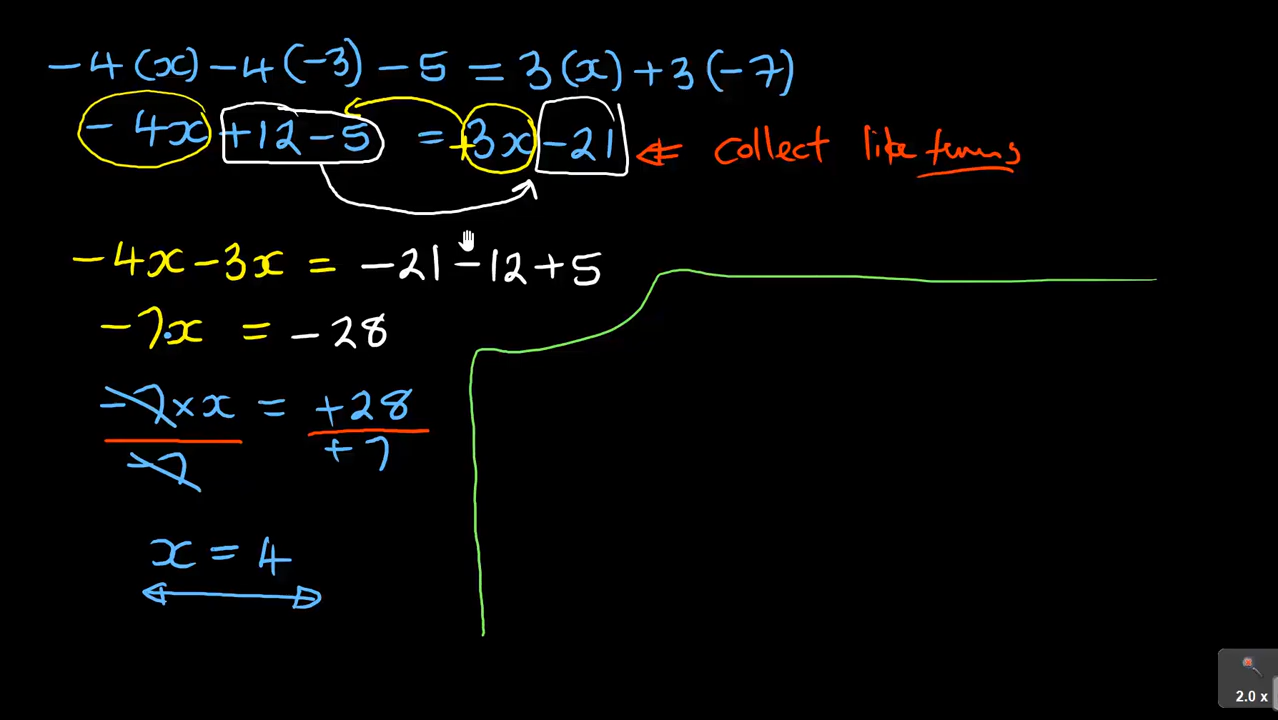 -4(x)-4(-3)-5 = 3(x)+3(-7)
-4x+12-5 = +3x-21 ⇐ collect like terms
-4x-3x = -21-12+5
-7·x = -28
-7×x = +28
-7 +7
x = 4
2.0 x